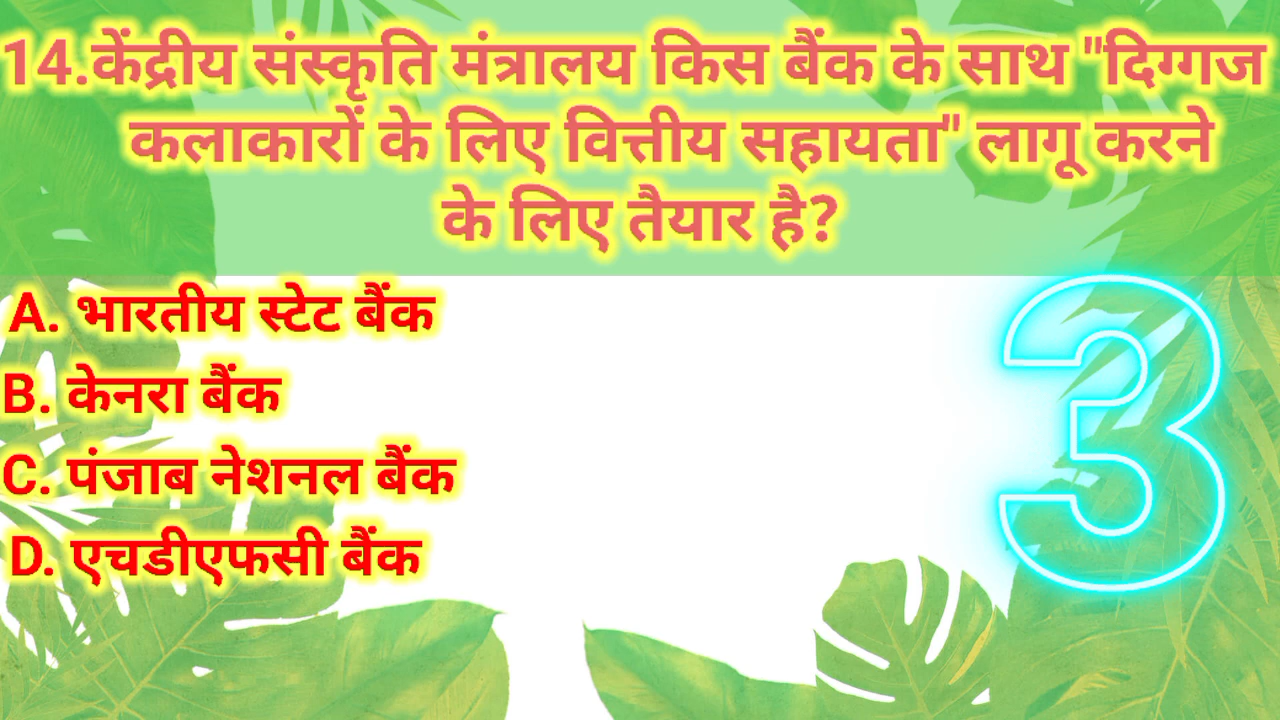 14.केंद्रीय संस्कृति मंत्रालय किस बैंक के साथ "दिग्गज
कलाकारों के लिए वित्तीय सहायता" लागू करने
के लिए तैयार है?
A. भारतीय स्टेट बैंक
B. केनरा बैंक
C. पंजाब नेशनल बैंक
D. एचडीएफसी बैंक
3